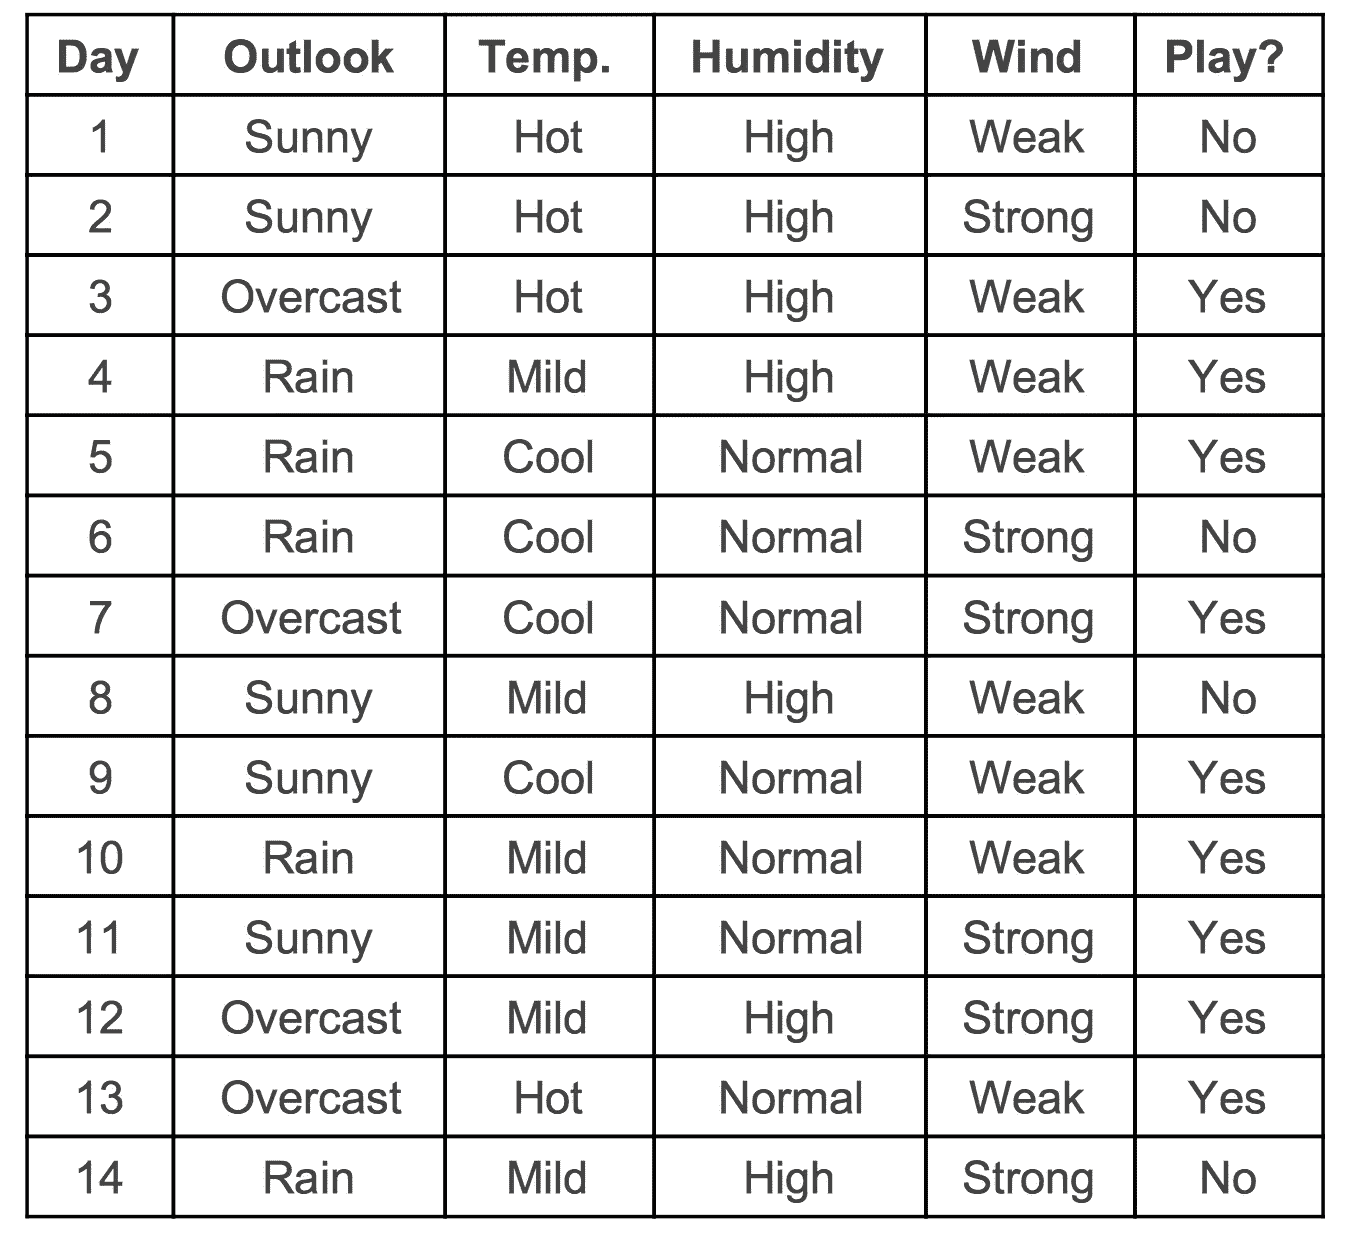 Day Outlook Temp. Humidity Wind Play?
1 Sunny Hot High Weak No
2 Sunny Hot High Strong No
3 Overcast Hot High Weak Yes
4 Rain Mild High Weak Yes
5 Rain Cool Normal Weak Yes
6 Rain Cool Normal Strong No
7 Overcast Cool Normal Strong Yes
8 Sunny Mild High Weak No
9 Sunny Cool Normal Weak Yes
10 Rain Mild Normal Weak Yes
11 Sunny Mild Normal Strong Yes
12 Overcast Mild High Strong Yes
13 Overcast Hot Normal Weak Yes
14 Rain Mild High Strong No